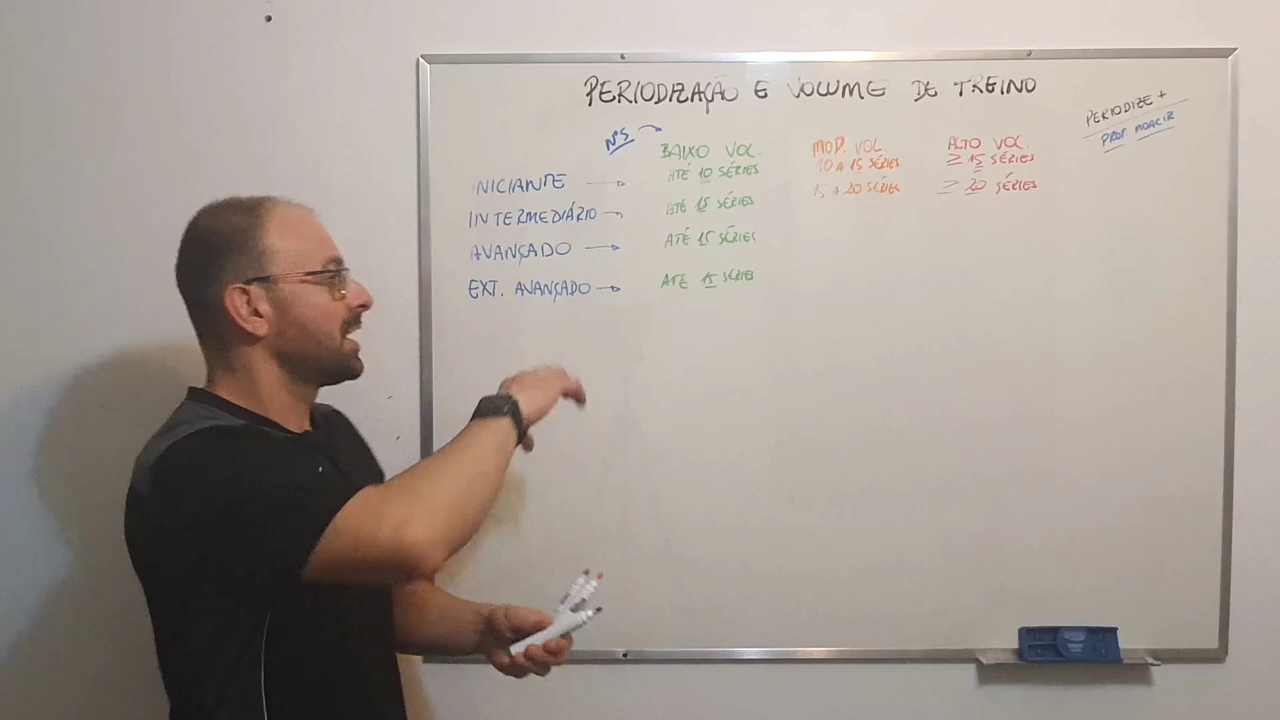 PERIODIZAÇÃO E VOLUME DE TREINO
PERIODIZE +
PROF. MOACIR
NºS
BAIXO VOL. MOD. VOL. ALTO VOL.
INICIANTE ATÉ 10 SÉRIES 10 A 15 SÉRIES ≥ 15 SÉRIES
INTERMEDIÁRIO ATÉ 15 SÉRIES 15 A 20 SÉRIES ≥ 20 SÉRIES
AVANÇADO ATÉ 15 SÉRIES
EXT. AVANÇADO ATÉ 15 SÉRIES